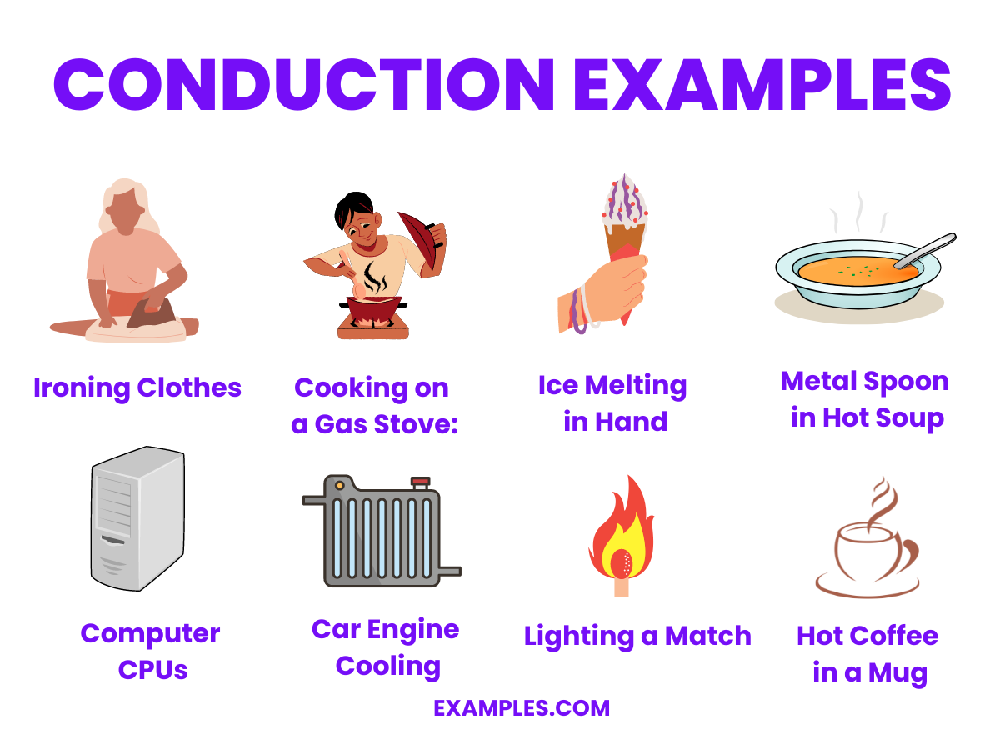 CONDUCTION EXAMPLES
Ironing Clothes
Cooking on
a Gas Stove:
Ice Melting
in Hand
Metal Spoon
in Hot Soup
Computer
CPUs
Car Engine
Cooling
Lighting a Match
Hot Coffee
in a Mug
EXAMPLES.COM